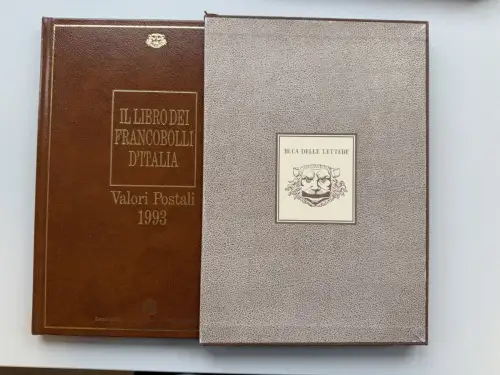 IL LIBRO DEI
FRANCOBOLLI
D'ITALIA
Valori Postali
1993
BUCA DELLE LETTERE